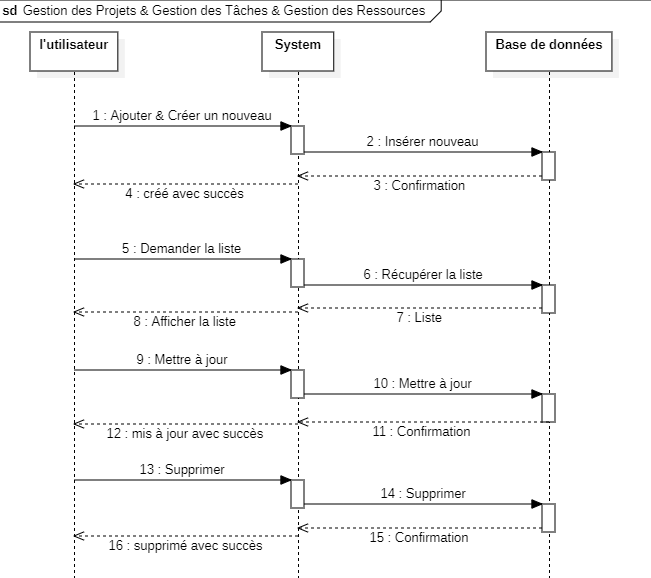 sd Gestion des Projets & Gestion des Tâches & Gestion des Ressources
l'utilisateur
System
Base de données
1 : Ajouter & Créer un nouveau
2 : Insérer nouveau
3 : Confirmation
4 : créé avec succès
5 : Demander la liste
6 : Récupérer la liste
7 : Liste
8 : Afficher la liste
9 : Mettre à jour
10 : Mettre à jour
11 : Confirmation
12 : mis à jour avec succès
13 : Supprimer
14 : Supprimer
15 : Confirmation
16 : supprimé avec succès